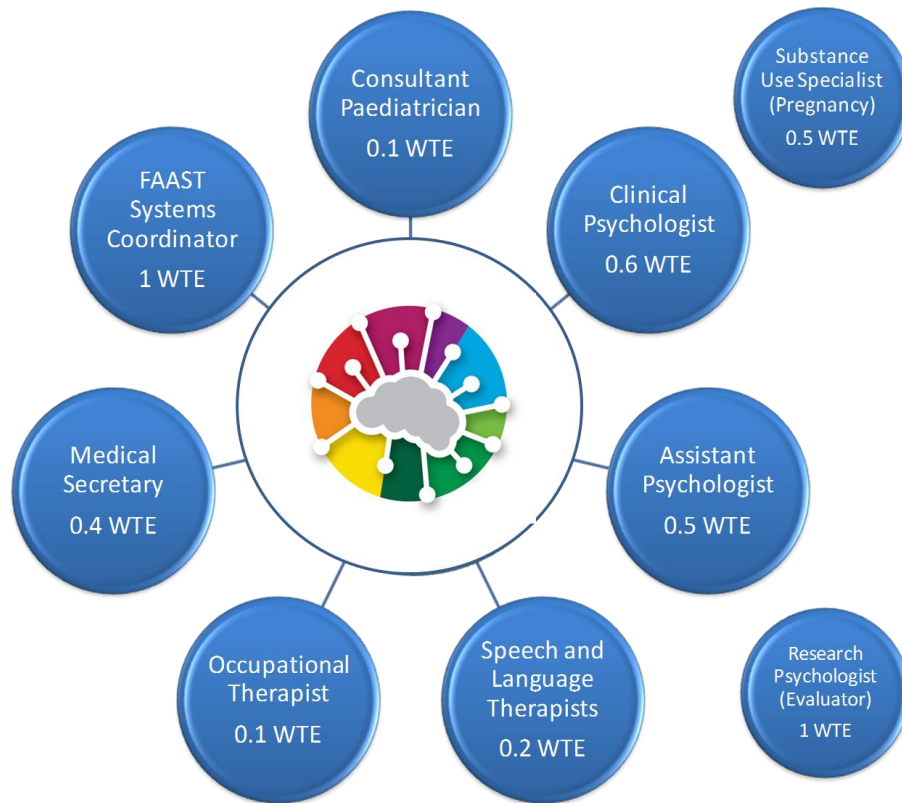 Consultant
Paediatrician
0.1 WTE
Substance
Use Specialist
(Pregnancy)
0.5 WTE
FAAST
Systems
Coordinator
1 WTE
Clinical
Psychologist
0.6 WTE
Medical
Secretary
0.4 WTE
Assistant
Psychologist
0.5 WTE
Occupational
Therapist
0.1 WTE
Speech and
Language
Therapists
0.2 WTE
Research
Psychologist
(Evaluator)
1 WTE